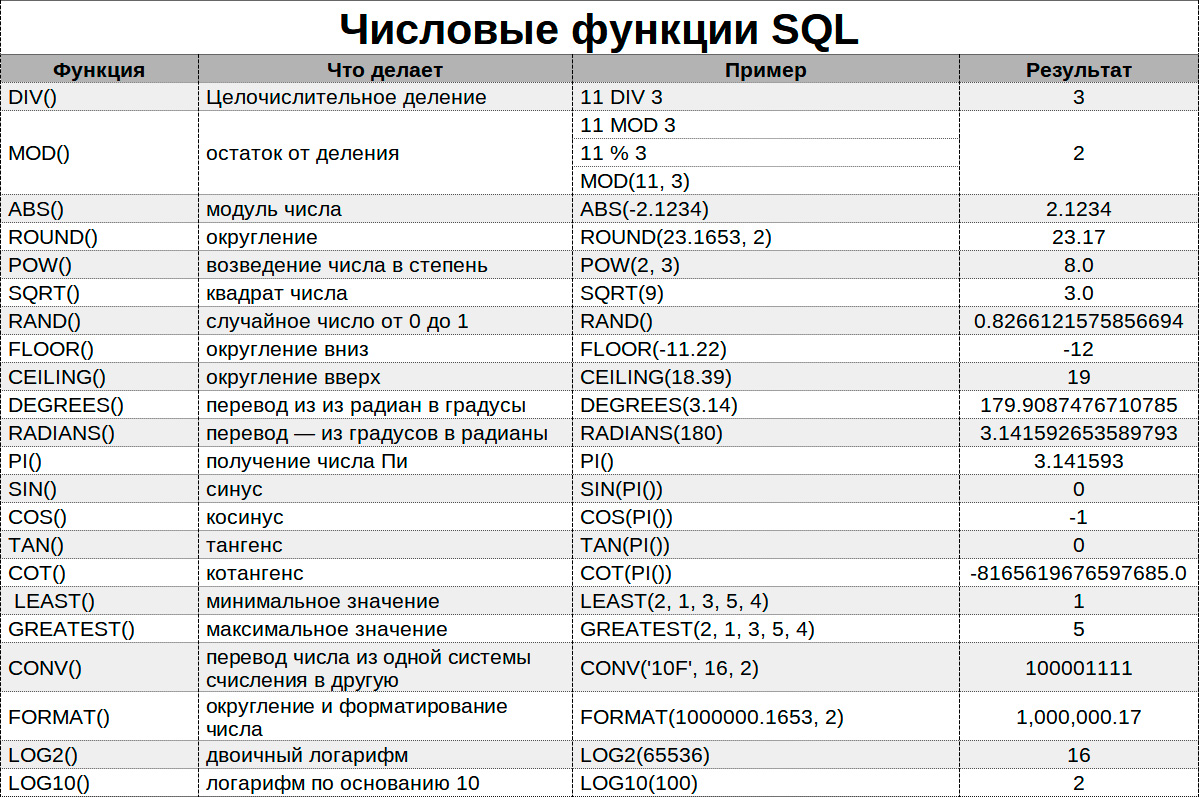 Числовые функции SQL
Функция Что делает Пример Результат
DIV() Целочислительное деление 11 DIV 3 3
11 MOD 3
MOD() остаток от деления 11 % 3 2
MOD(11, 3)
ABS() модуль числа ABS(-2.1234) 2.1234
ROUND() округление ROUND(23.1653, 2) 23.17
POW() возведение числа в степень POW(2, 3) 8.0
SQRT() квадрат числа SQRT(9) 3.0
RAND() случайное число от 0 до 1 RAND() 0.8266121575856694
FLOOR() округление вниз FLOOR(-11.22) -12
CEILING() округление вверх CEILING(18.39) 19
DEGREES() перевод из из радиан в градусы DEGREES(3.14) 179.9087476710785
RADIANS() перевод — из градусов в радианы RADIANS(180) 3.141592653589793
PI() получение числа Пи PI() 3.141593
SIN() синус SIN(PI()) 0
COS() косинус COS(PI()) -1
TAN() тангенс TAN(PI()) 0
COT() котангенс COT(PI()) -8165619676597685.0
LEAST() минимальное значение LEAST(2, 1, 3, 5, 4) 1
GREATEST() максимальное значение GREATEST(2, 1, 3, 5, 4) 5
CONV() перевод числа из одной системы
счисления в другую CONV('10F', 16, 2) 100001111
FORMAT() округление и форматирование
числа FORMAT(1000000.1653, 2) 1,000,000.17
LOG2() двоичный логарифм LOG2(65536) 16
LOG10() логарифм по основанию 10 LOG10(100) 2